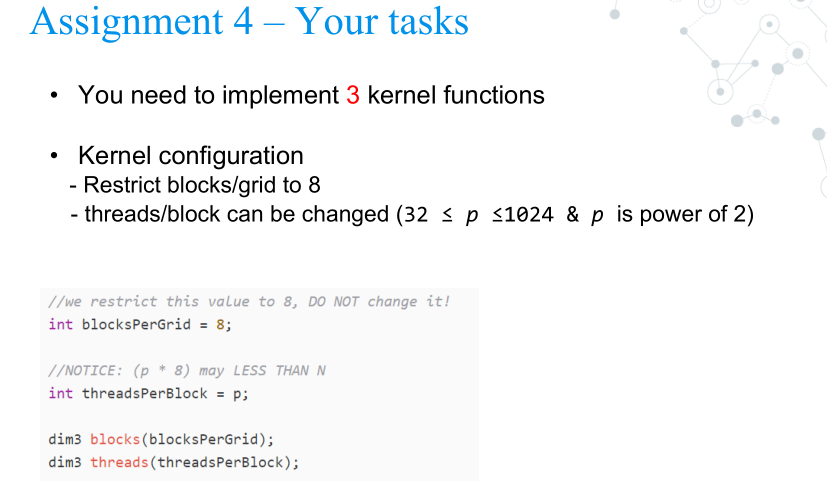 Assignment 4 – Your tasks
• You need to implement 3 kernel functions
• Kernel configuration
- Restrict blocks/grid to 8
- threads/block can be changed (32 ≤ p ≤1024 & p is power of 2)
//we restrict this value to 8, DO NOT change it!
int blocksPerGrid = 8;
//NOTICE: (p * 8) may LESS THAN N
int threadsPerBlock = p;
dim3 blocks(blocksPerGrid);
dim3 threads(threadsPerBlock);